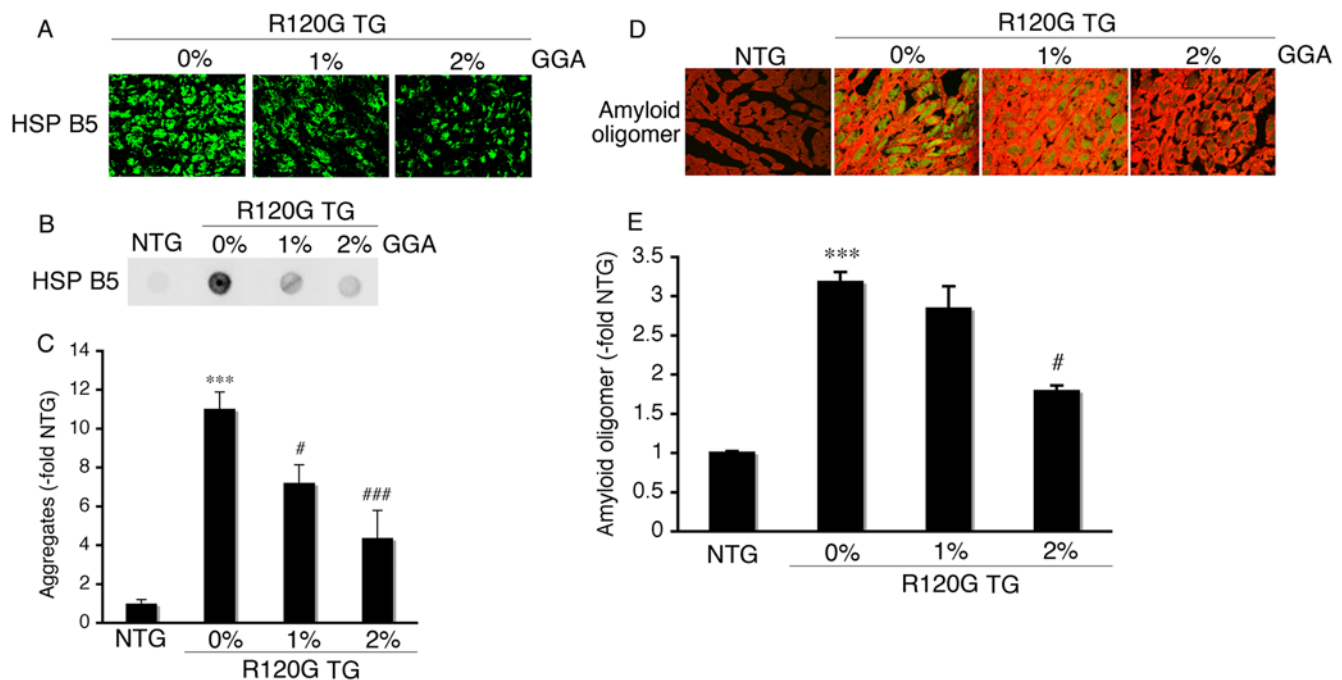 A
R120G TG
0% 1% 2% GGA
HSP B5
B
R120G TG
NTG 0% 1% 2% GGA
HSP B5
C
Aggregates (-fold NTG)
14
12
10
8
6
4
2
0
***
#
###
NTG 0% 1% 2%
R120G TG
D
R120G TG
NTG 0% 1% 2% GGA
Amyloid
oligomer
E
Amyloid oligomer (-fold NTG)
3.5
3
2.5
2
1.5
1
0.5
0
***
#
NTG 0% 1% 2%
R120G TG